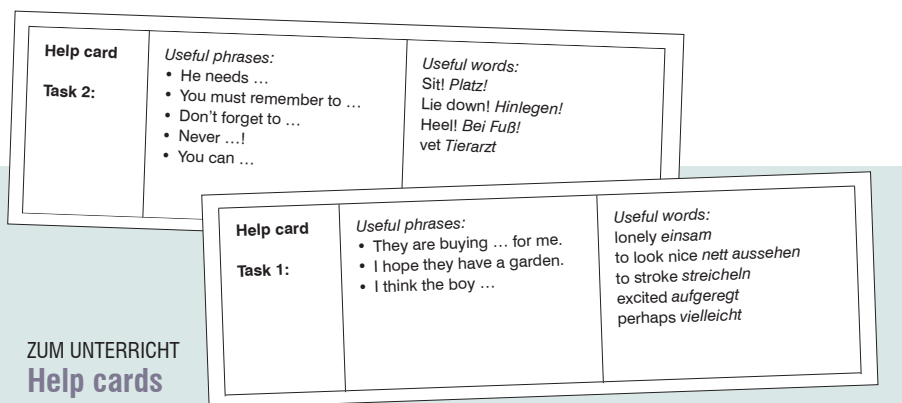 Help card
Task 2:
Useful phrases:
• He needs …
• You must remember to …
• Don't forget to …
• Never …!
• You can …
Useful words:
Sit! Platz!
Lie down! Hinlegen!
Heel! Bei Fuß!
vet Tierarzt
Help card
Task 1:
Useful phrases:
• They are buying … for me.
• I hope they have a garden.
• I think the boy …
Useful words:
lonely einsam
to look nice nett aussehen
to stroke streicheln
excited aufgeregt
perhaps vielleicht
ZUM UNTERRICHT
Help cards